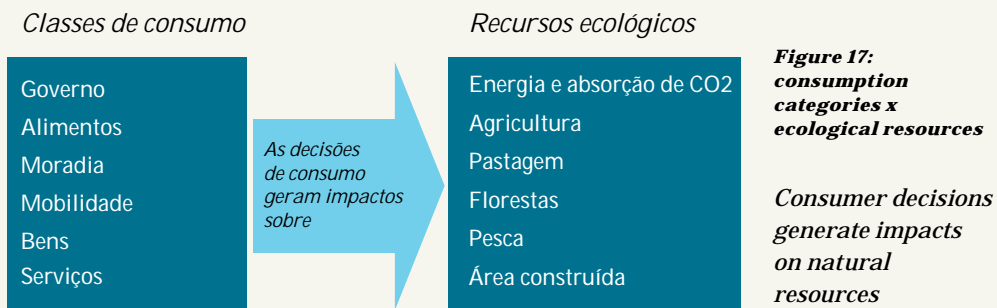 Classes de consumo
Governo
Alimentos
Moradia
Mobilidade
Bens
Serviços
As decisões
de consumo
geram impactos
sobre
Recursos ecológicos
Energia e absorção de CO2
Agricultura
Pastagem
Florestas
Pesca
Área construída
Figure 17:
consumption
categories x
ecological resources
Consumer decisions
generate impacts
on natural
resources